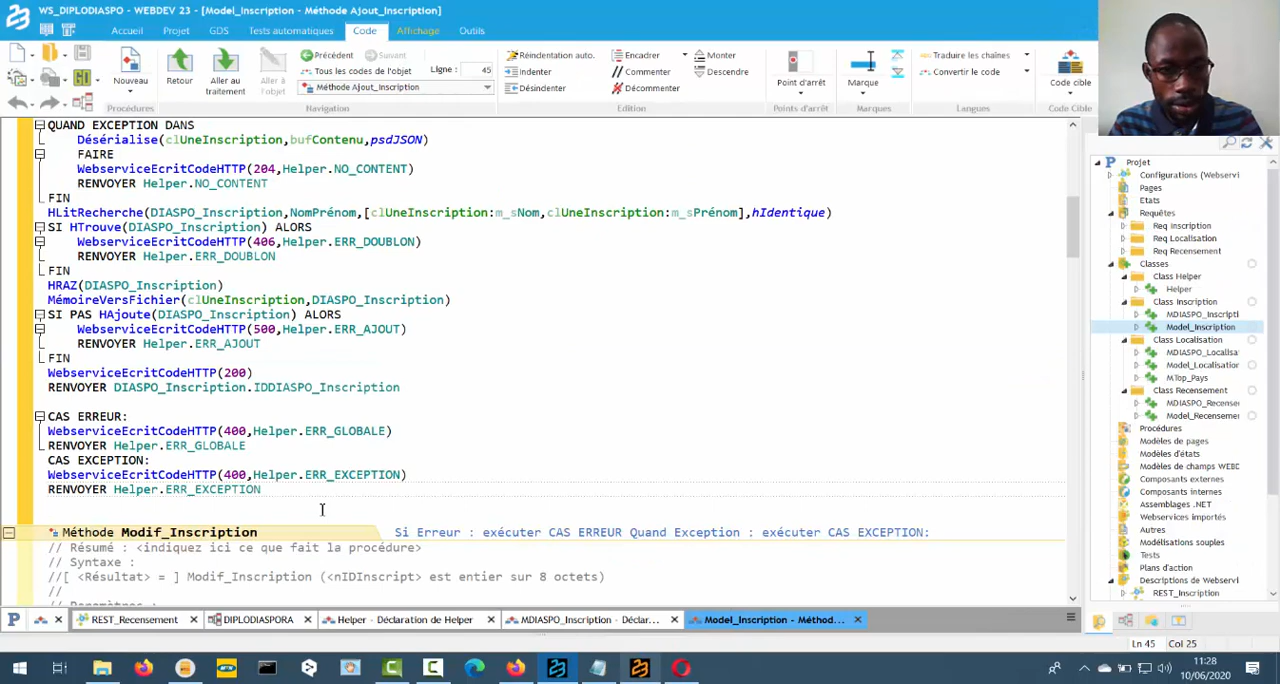 WS_DIPLODIASPO - WEBDEV 23 - [Model_Inscription - Méthode Ajout_Inscription]
Accueil Projet GDS Tests automatiques Code Affichage Outils
Nouveau Retour Aller au traitement Aller à l'objet
Précédent Suivant
Tous les codes de l'objet
Ligne : 45
Méthode Ajout_Inscription
Réindentation auto. Encadrer Monter
Indenter Commenter Descendre
Désindenter Décommenter
Point d'arrêt Marque
Traduire les chaînes
Convertir le code
Code cible
Procédures Navigation Edition Points d'arrêt Marques Langues Code Cible
QUAND EXCEPTION DANS
Désérialise(clUneInscription,bufContenu,psdJSON)
FAIRE
WebserviceEcritCodeHTTP(204,Helper.NO_CONTENT)
RENVOYER Helper.NO_CONTENT
FIN
HLitRecherche(DIASPO_Inscription,NomPrénom,[clUneInscription:m_sNom,clUneInscription:m_sPrénom],hIdentique)
SI HTrouve(DIASPO_Inscription) ALORS
WebserviceEcritCodeHTTP(406,Helper.ERR_DOUBLON)
RENVOYER Helper.ERR_DOUBLON
FIN
HRAZ(DIASPO_Inscription)
MémoireVersFichier(clUneInscription,DIASPO_Inscription)
SI PAS HAjoute(DIASPO_Inscription) ALORS
WebserviceEcritCodeHTTP(500,Helper.ERR_AJOUT)
RENVOYER Helper.ERR_AJOUT
FIN
WebserviceEcritCodeHTTP(200)
RENVOYER DIASPO_Inscription.IDDIASPO_Inscription
CAS ERREUR:
WebserviceEcritCodeHTTP(400,Helper.ERR_GLOBALE)
RENVOYER Helper.ERR_GLOBALE
CAS EXCEPTION:
WebserviceEcritCodeHTTP(400,Helper.ERR_EXCEPTION)
RENVOYER Helper.ERR_EXCEPTION
Méthode Modif_Inscription Si Erreur : exécuter CAS ERREUR Quand Exception : exécuter CAS EXCEPTION:
// Résumé : <indiquez ici ce que fait la procédure>
// Syntaxe :
//[ <Résultat> = ] Modif_Inscription (<nIDInscript> est entier sur 8 octets)
//
// Paramètres :
Projet
Configurations (Webservi
Pages
Etats
Requêtes
Req Inscription
Req Localisation
Req Recensement
Classes
Class Helper
Helper
Class Inscription
MDIASPO_Inscripti
Model_Inscription
Class Localisation
MDIASPO_Localisa
Model_Localisation
MTop_Pays
Class Recensement
MDIASPO_Recense
Model_Recensemer
Procédures
Modèles de pages
Modèles d'états
Modèles de champs WEBD
Composants externes
Composants internes
Assemblages .NET
Webservices importés
Autres
Modélisations souples
Tests
Plans d'action
Descriptions de Webservi
REST_Inscription
REST_Recensement DIPLODIASPORA Helper - Déclaration de Helper MDIASPO_Inscription - Déclar... Model_Inscription - Méthod...
Ln 45 Col 25
11:28
10/06/2020